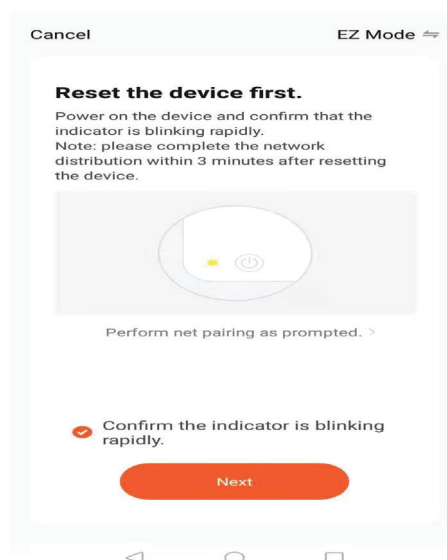 Cancel
EZ Mode
Reset the device first.
Power on the device and confirm that the
indicator is blinking rapidly.
Note: please complete the network
distribution within 3 minutes after resetting
the device.
Perform net pairing as prompted. >
Confirm the indicator is blinking
rapidly.
Next